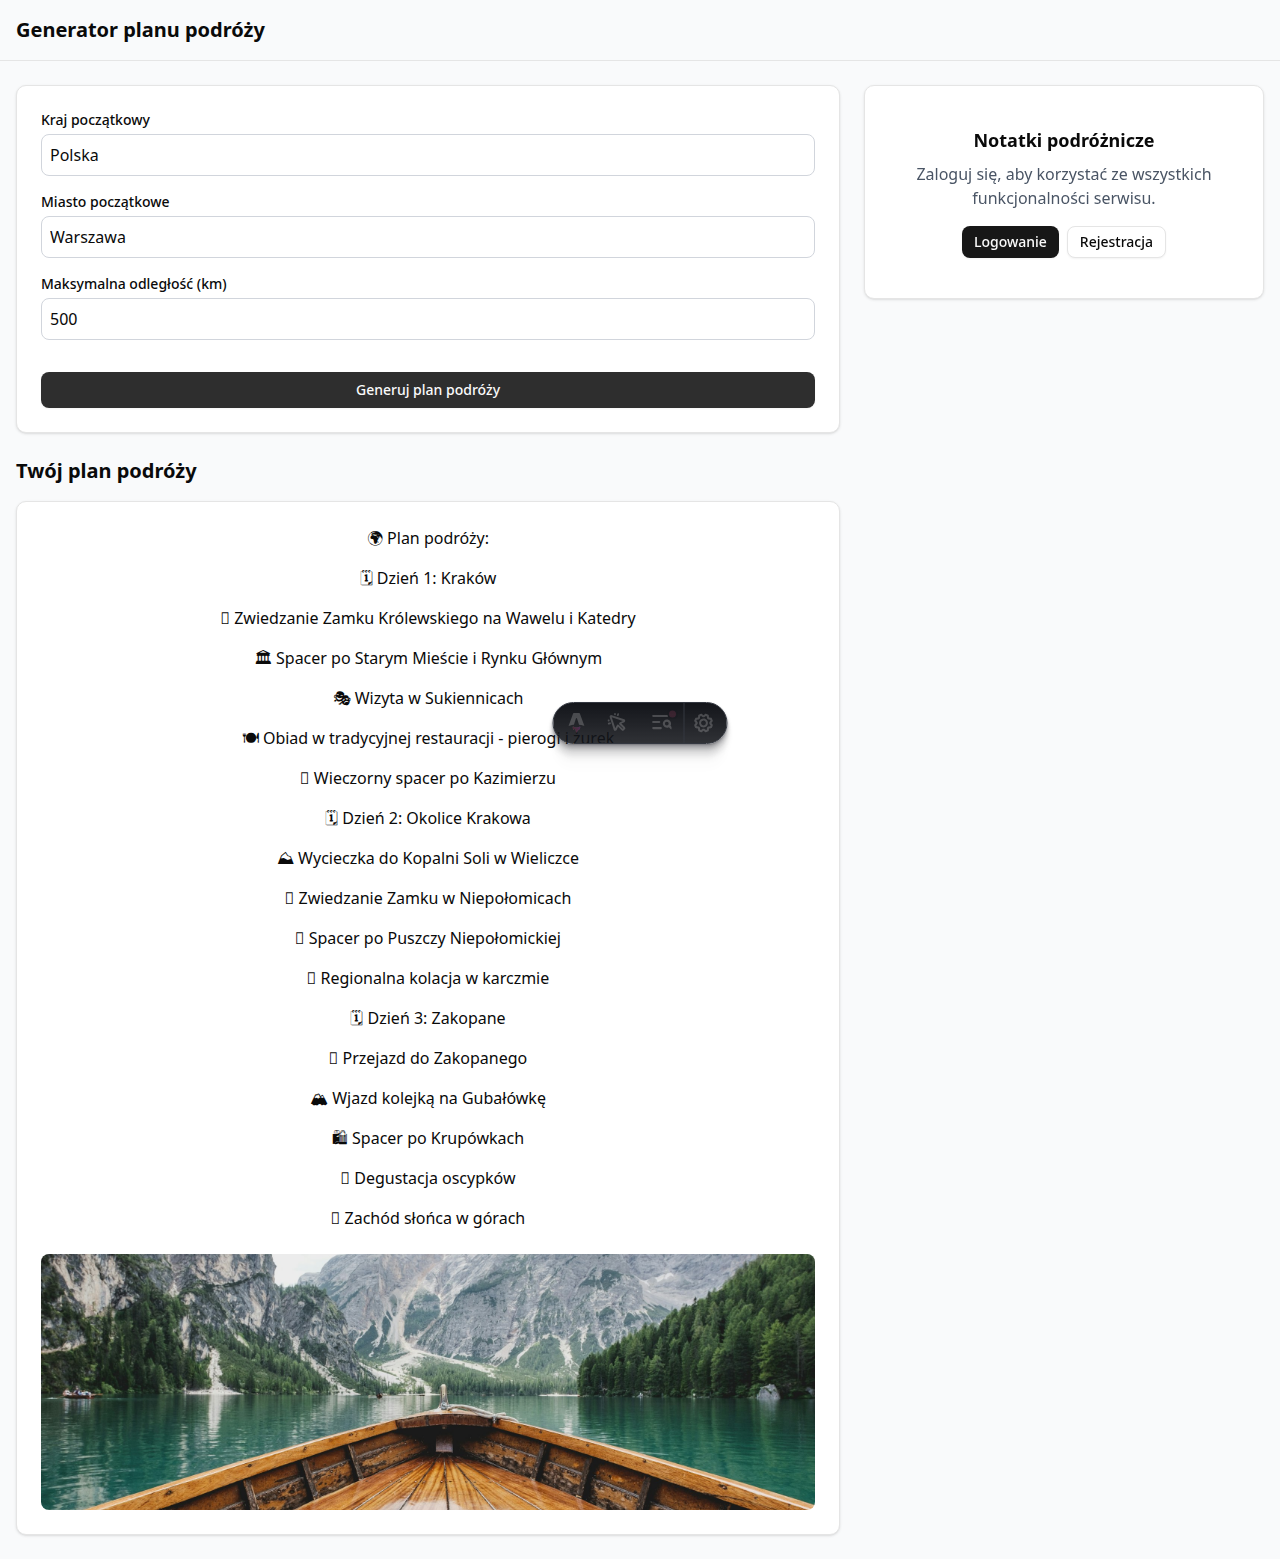 Generator planu podróży
Kraj początkowy
Polska
Miasto początkowe
Warszawa
Maksymalna odległość (km)
500
Generuj plan podróży
Notatki podróżnicze
Zaloguj się, aby korzystać ze wszystkich
funkcjonalności serwisu.
Logowanie
Rejestracja
Twój plan podróży
🌍 Plan podróży:
🗓 Dzień 1: Kraków
Zwiedzanie Zamku Królewskiego na Wawelu i Katedry
🏛 Spacer po Starym Mieście i Rynku Głównym
🎭 Wizyta w Sukiennicach
🍽 Obiad w tradycyjnej restauracji - pierogi i żurek
Wieczorny spacer po Kazimierzu
🗓 Dzień 2: Okolice Krakowa
⛰ Wycieczka do Kopalni Soli w Wieliczce
Zwiedzanie Zamku w Niepołomicach
Spacer po Puszczy Niepołomickiej
Regionalna kolacja w karczmie
🗓 Dzień 3: Zakopane
Przejazd do Zakopanego
🏔 Wjazd kolejką na Gubałówkę
🛍 Spacer po Krupówkach
Degustacja oscypków
Zachód słońca w górach